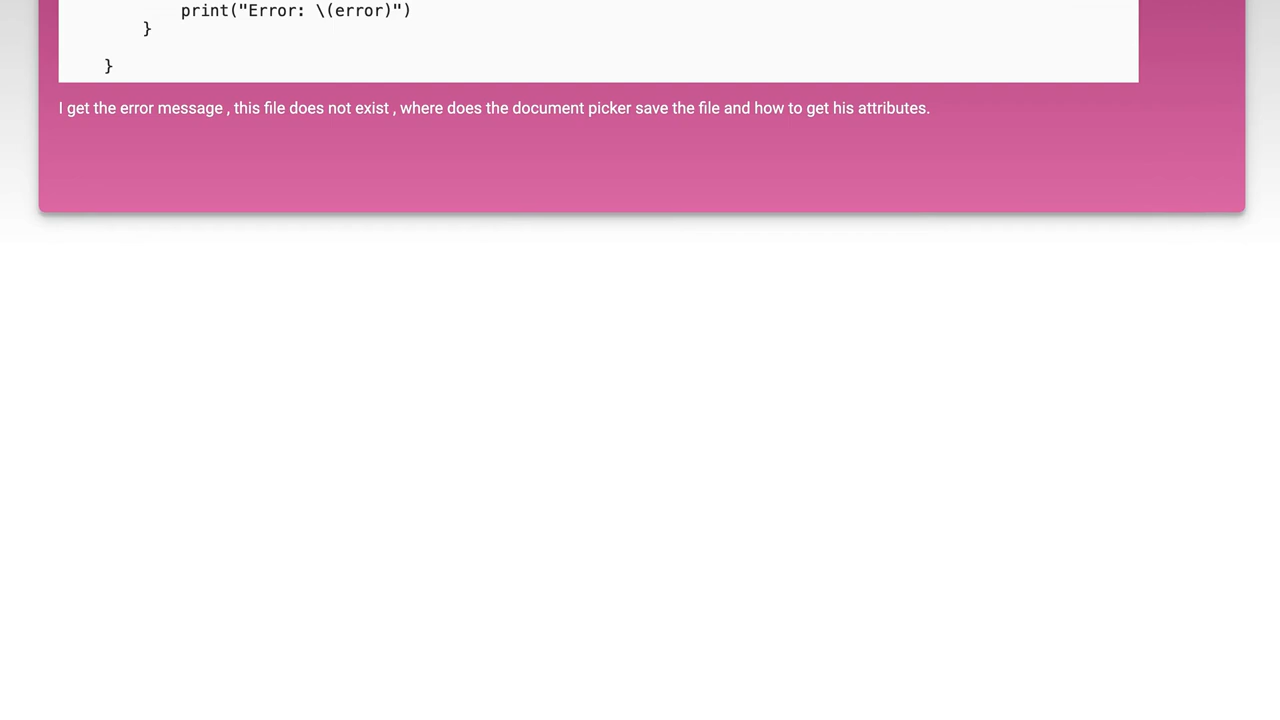 print("Error: \(error)")
}
}
I get the error message , this file does not exist , where does the document picker save the file and how to get his attributes.